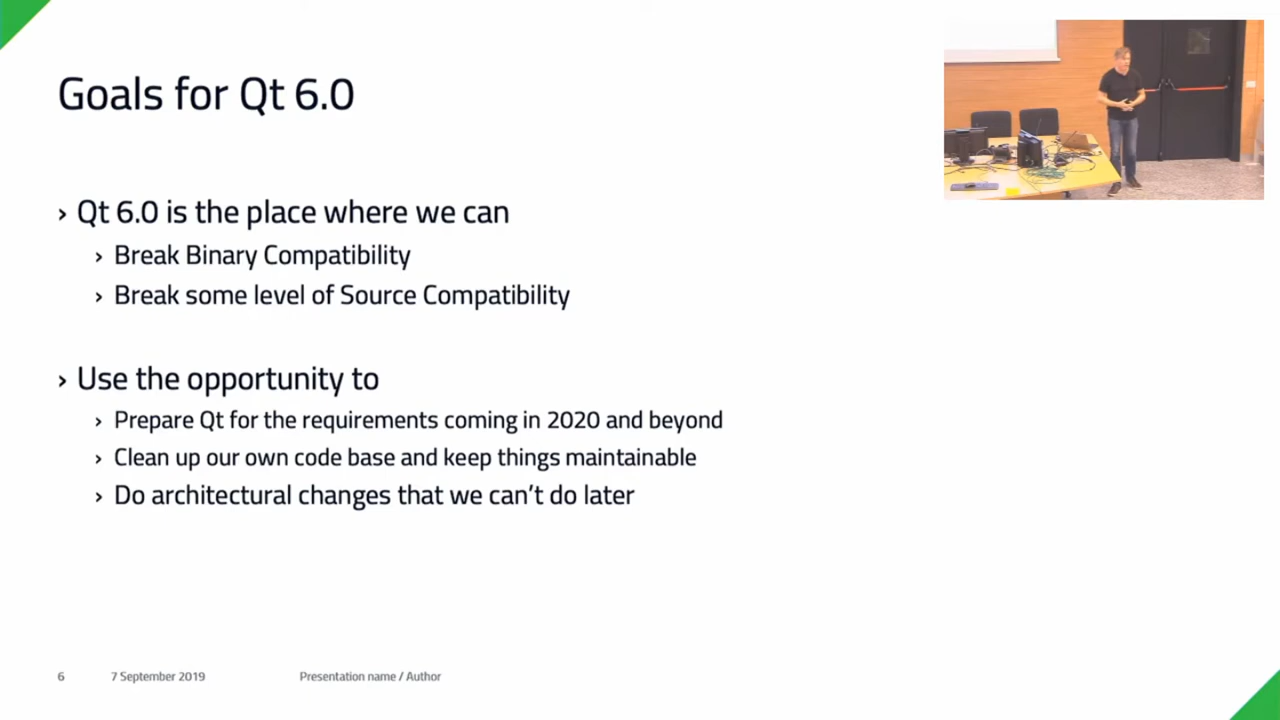 Goals for Qt 6.0
› Qt 6.0 is the place where we can
› Break Binary Compatibility
› Break some level of Source Compatibility
› Use the opportunity to
› Prepare Qt for the requirements coming in 2020 and beyond
› Clean up our own code base and keep things maintainable
› Do architectural changes that we can’t do later
6 7 September 2019 Presentation name / Author